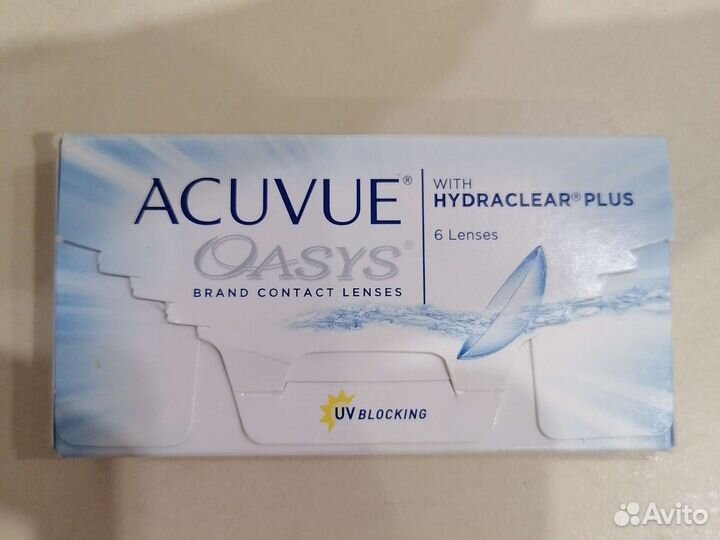 ACUVUE®
OASYS®
BRAND CONTACT LENSES
WITH
HYDRACLEAR® PLUS
6 Lenses
UV BLOCKING
Avito